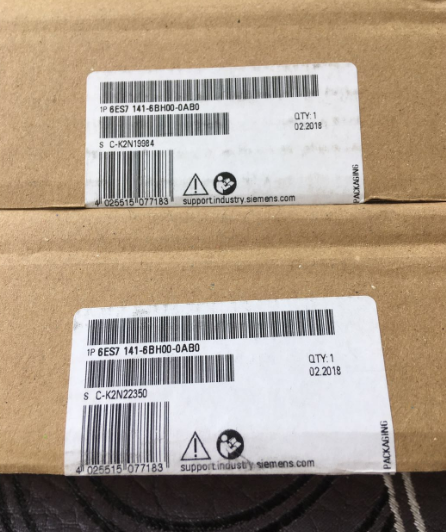 1P 6ES7 141-6BH00-0AB0
QTY: 1
02.2018
S C-K2N19984
4 025515 077183
support.industry.siemens.com
PACKAGING
1P 6ES7 141-6BH00-0AB0
QTY: 1
02.2018
S C-K2N22350
4 025515 077183
support.industry.siemens.com
PACKAGING